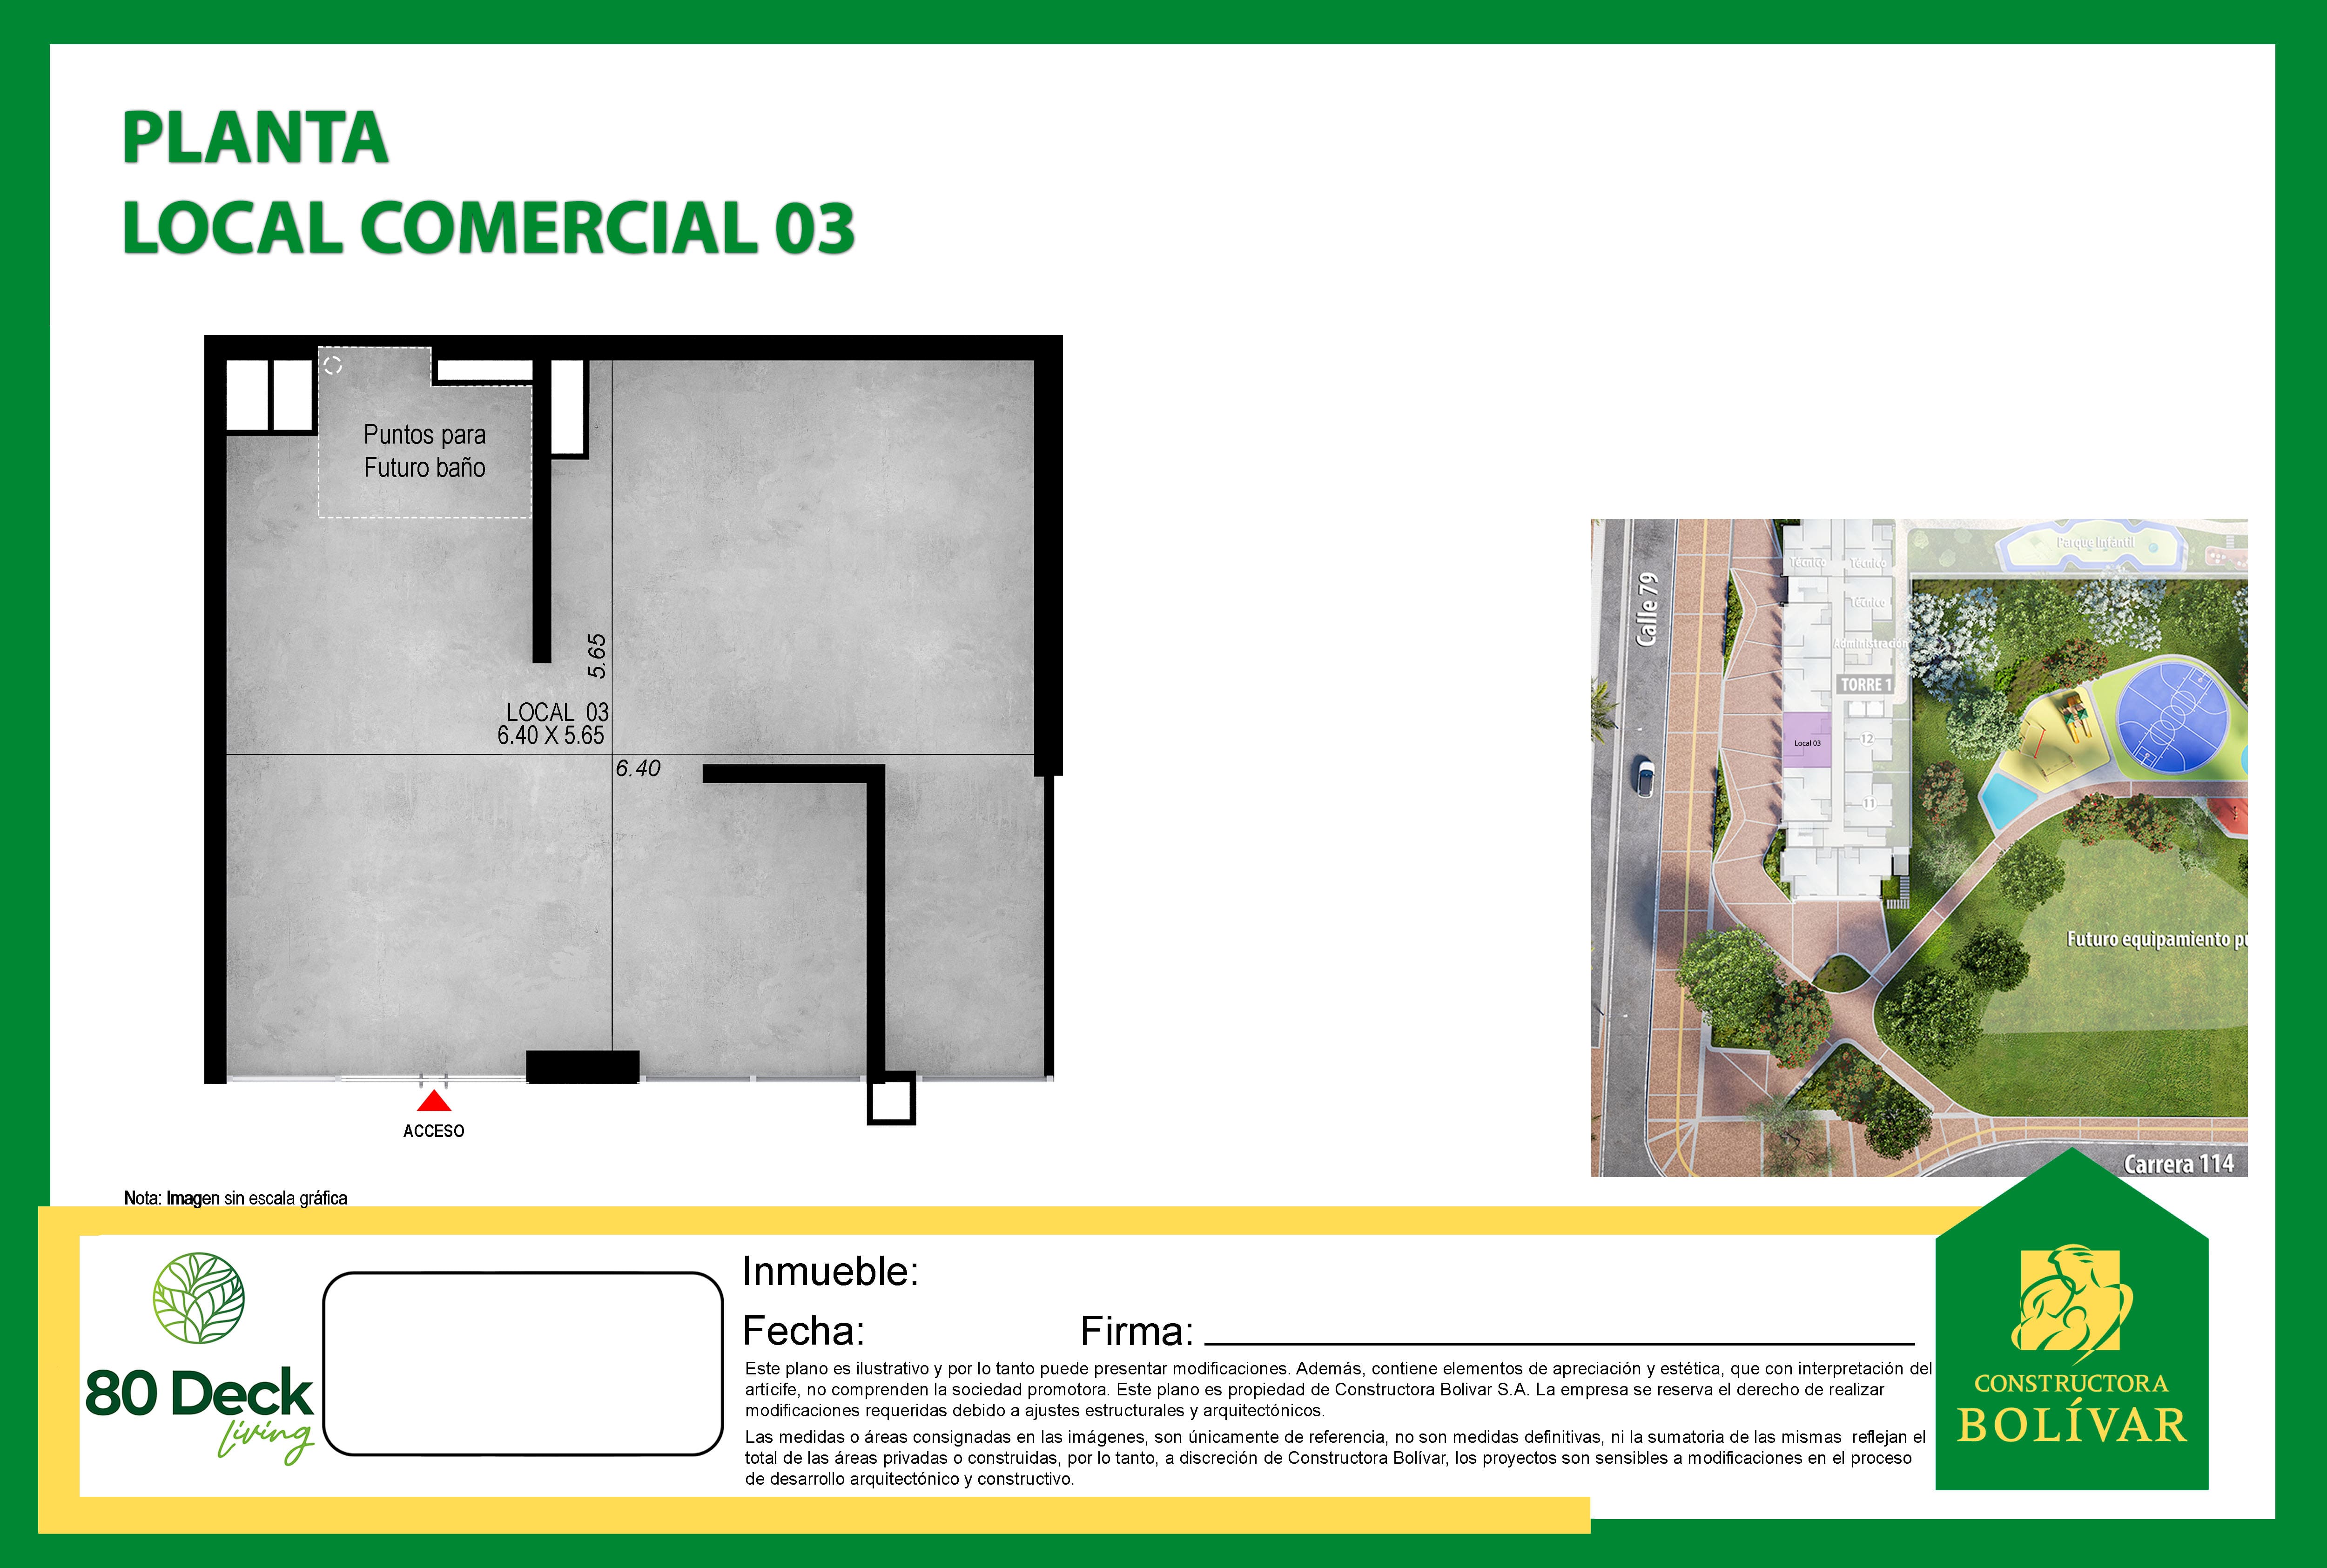 PLANTA
LOCAL COMERCIAL 03
Puntos para
Futuro baño
5.65
LOCAL 03
6.40 X 5.65
6.40
ACCESO
Nota: Imagen sin escala gráfica
Calle 79
Parque Infantil
Técnico
Técnico
Técnico
Administración
TORRE 1
Local 03
12
11
Futuro equipamiento
Carrera 114
80 Deck
living
Inmueble:
Fecha:
Firma:
Este plano es ilustrativo y por lo tanto puede presentar modificaciones. Además, contiene elementos de apreciación y estética, que con interpretación del
artícife, no comprenden la sociedad promotora. Este plano es propiedad de Constructora Bolivar S.A. La empresa se reserva el derecho de realizar
modificaciones requeridas debido a ajustes estructurales y arquitectónicos.
Las medidas o áreas consignadas en las imágenes, son únicamente de referencia, no son medidas definitivas, ni la sumatoria de las mismas reflejan el
total de las áreas privadas o construidas, por lo tanto, a discreción de Constructora Bolívar, los proyectos son sensibles a modificaciones en el proceso
de desarrollo arquitectónico y constructivo.
CONSTRUCTORA
BOLÍVAR